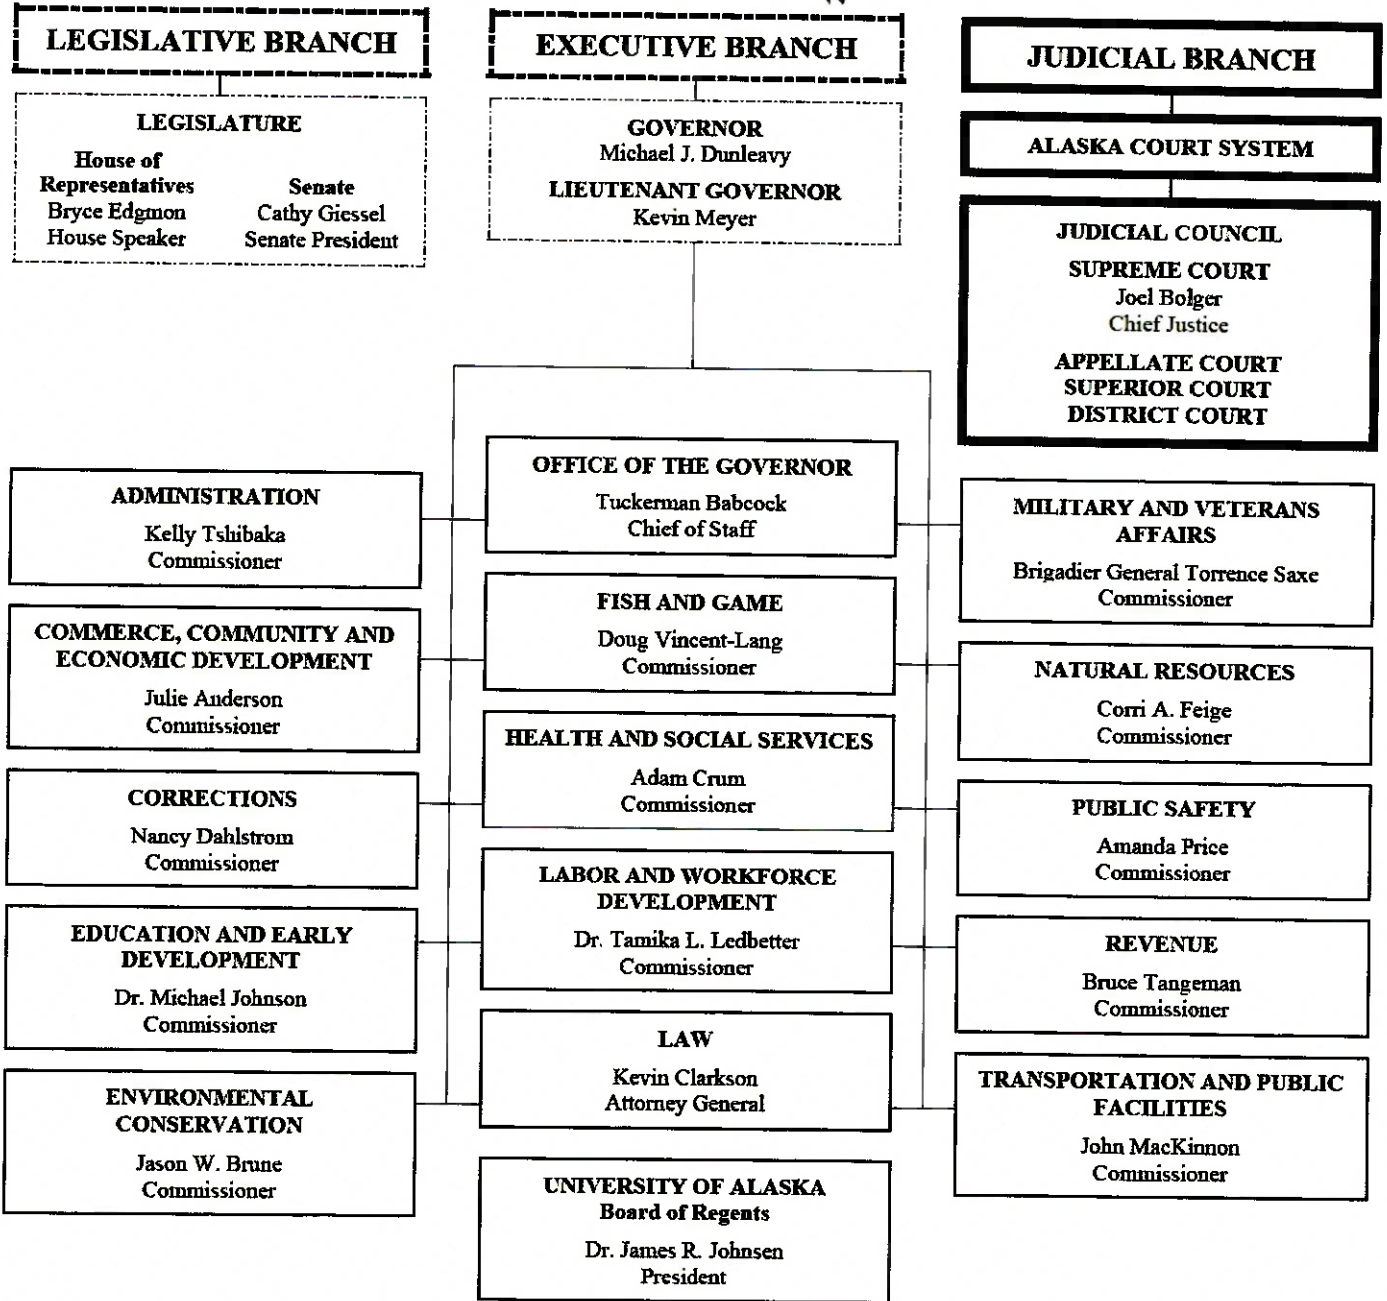 LEGISLATIVE BRANCH
LEGISLATURE
House of
Representatives
Bryce Edgmon
House Speaker
Senate
Cathy Giessel
Senate President
EXECUTIVE BRANCH
GOVERNOR
Michael J. Dunleavy
LIEUTENANT GOVERNOR
Kevin Meyer
JUDICIAL BRANCH
ALASKA COURT SYSTEM
JUDICIAL COUNCIL
SUPREME COURT
Joel Bolger
Chief Justice
APPELLATE COURT
SUPERIOR COURT
DISTRICT COURT
ADMINISTRATION
Kelly Tshibaka
Commissioner
COMMERCE, COMMUNITY AND
ECONOMIC DEVELOPMENT
Julie Anderson
Commissioner
CORRECTIONS
Nancy Dahlstrom
Commissioner
EDUCATION AND EARLY
DEVELOPMENT
Dr. Michael Johnson
Commissioner
ENVIRONMENTAL
CONSERVATION
Jason W. Brune
Commissioner
OFFICE OF THE GOVERNOR
Tuckerman Babcock
Chief of Staff
FISH AND GAME
Doug Vincent-Lang
Commissioner
HEALTH AND SOCIAL SERVICES
Adam Crum
Commissioner
LABOR AND WORKFORCE
DEVELOPMENT
Dr. Tamika L. Ledbetter
Commissioner
LAW
Kevin Clarkson
Attorney General
UNIVERSITY OF ALASKA
Board of Regents
Dr. James R. Johnsen
President
MILITARY AND VETERANS
AFFAIRS
Brigadier General Torrence Saxe
Commissioner
NATURAL RESOURCES
Corri A. Feige
Commissioner
PUBLIC SAFETY
Amanda Price
Commissioner
REVENUE
Bruce Tangeman
Commissioner
TRANSPORTATION AND PUBLIC
FACILITIES
John MacKinnon
Commissioner